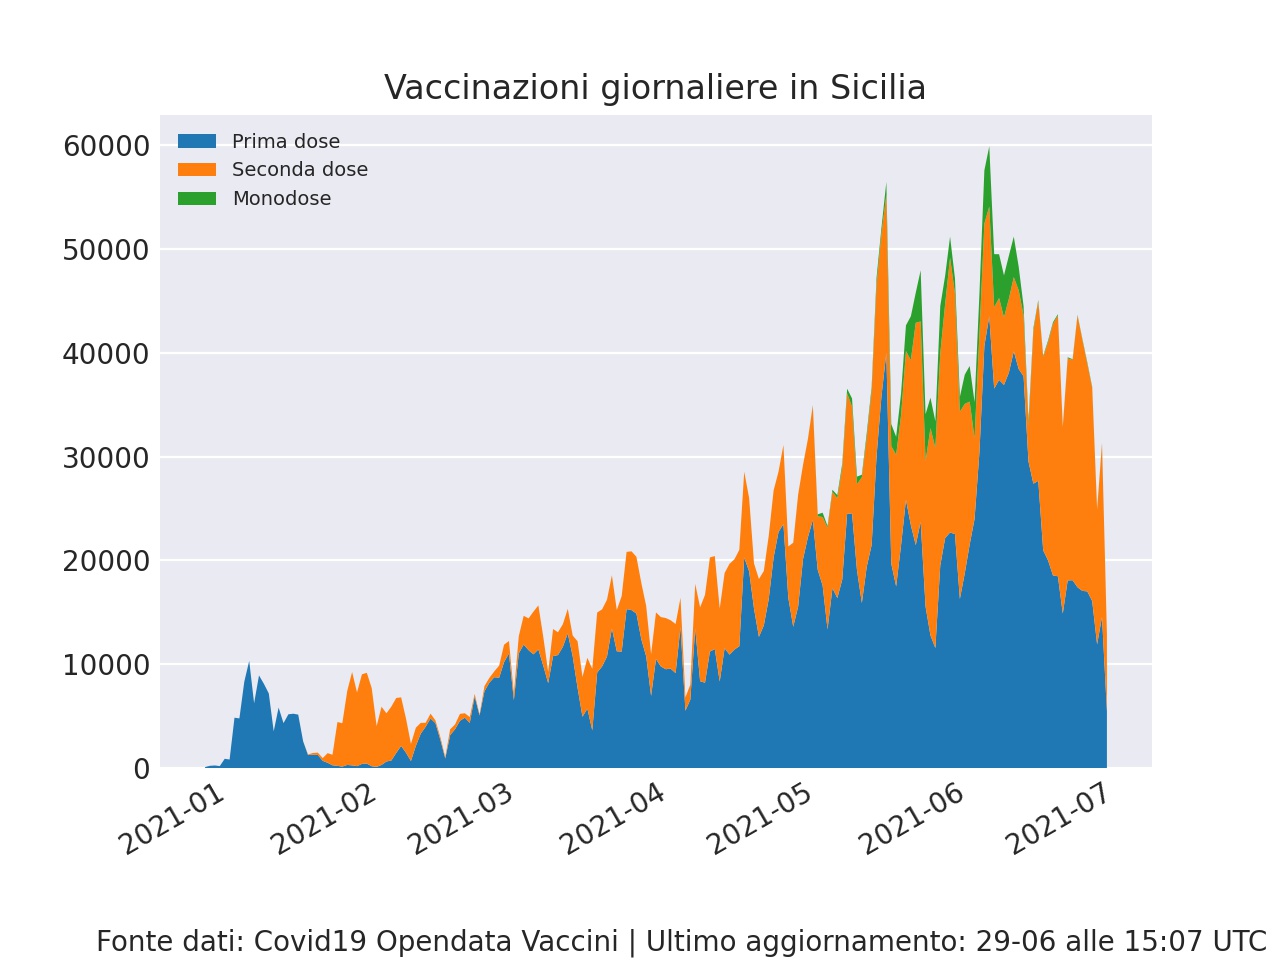 Vaccinazioni giornaliere in Sicilia
Prima dose
Seconda dose
Monodose
60000
50000
40000
30000
20000
10000
0
2021-01
2021-02
2021-03
2021-04
2021-05
2021-06
2021-07
Fonte dati: Covid19 Opendata Vaccini | Ultimo aggiornamento: 29-06 alle 15:07 UTC